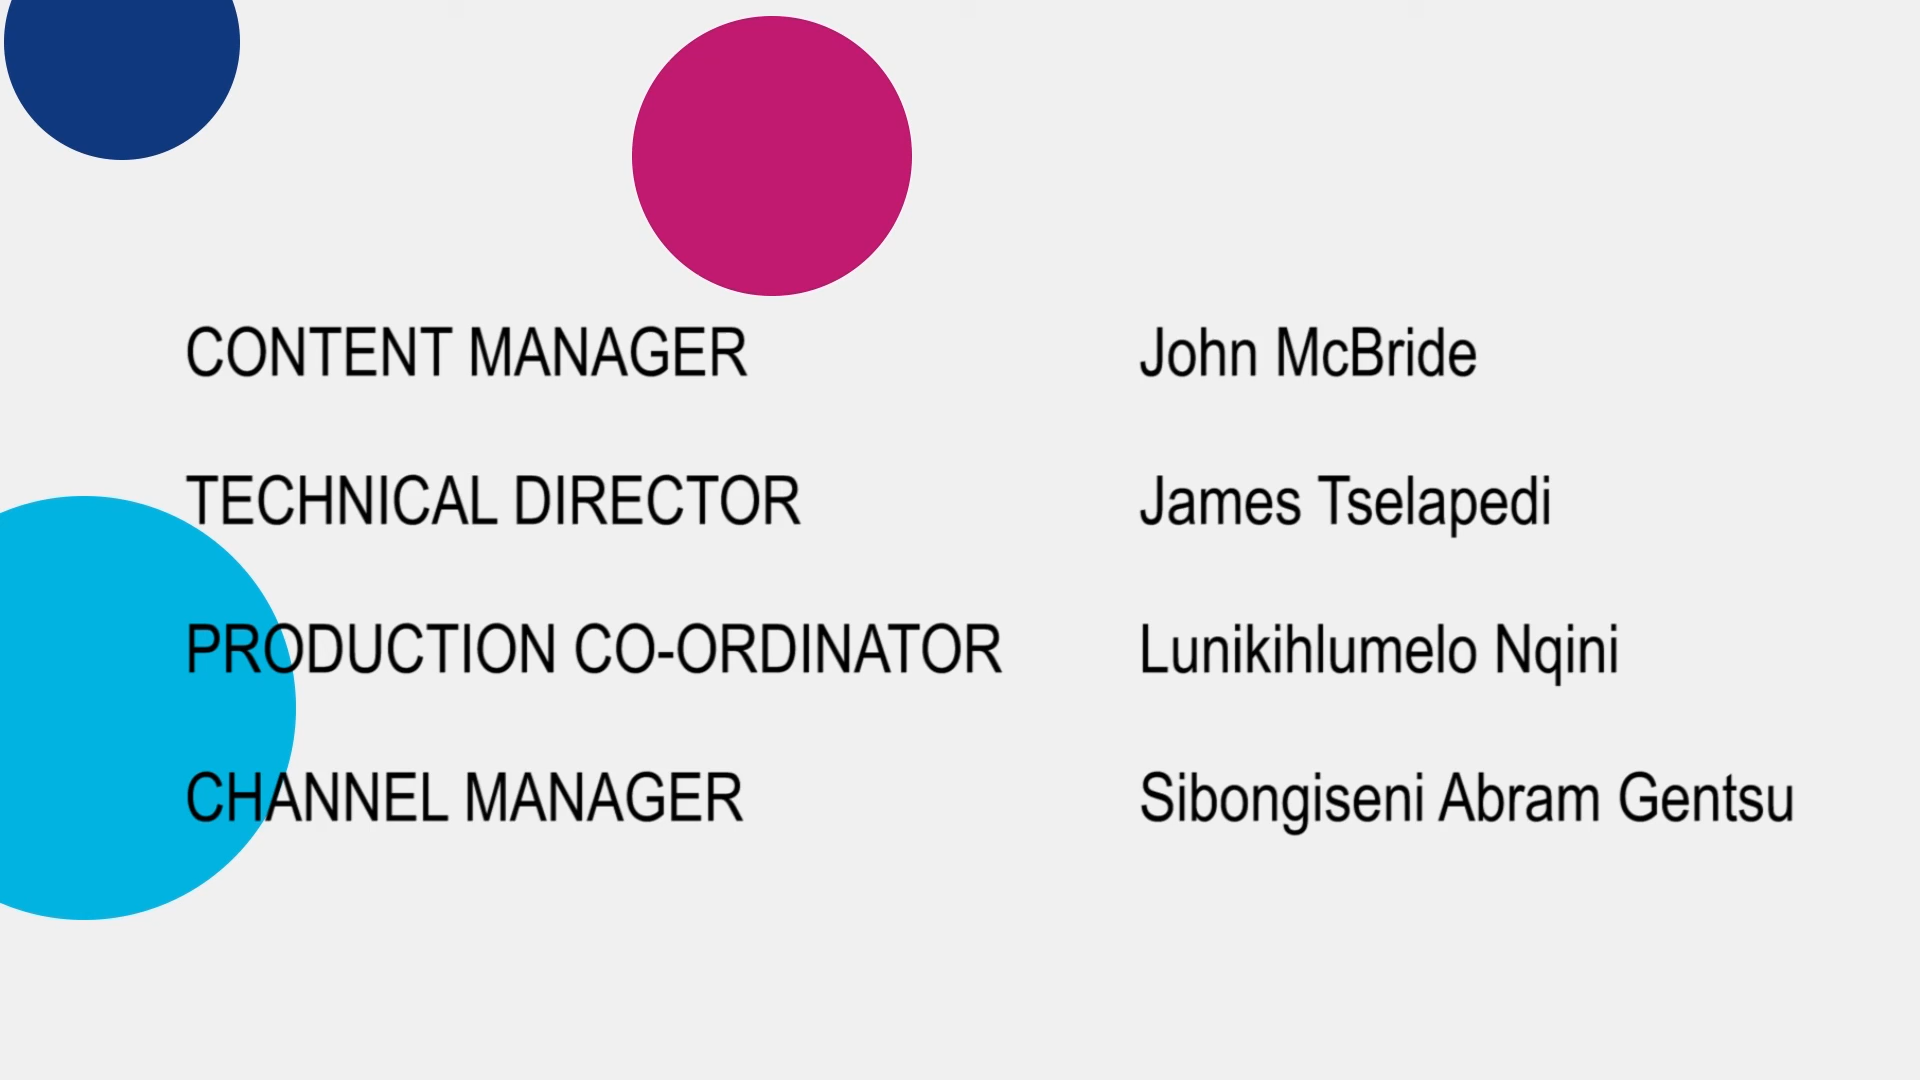 CONTENT MANAGER John McBride
TECHNICAL DIRECTOR James Tselapedi
PRODUCTION CO-ORDINATOR Lunikihlumelo Nqini
CHANNEL MANAGER Sibongiseni Abram Gentsu